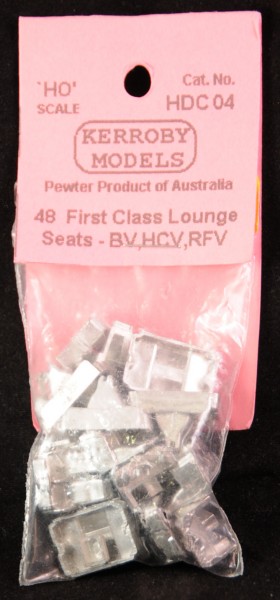 'HO'
SCALE
Cat. No.
HDC 04
KERROBY
MODELS
Pewter Product of Australia
48 First Class Lounge
Seats - BV,HCV,RFV